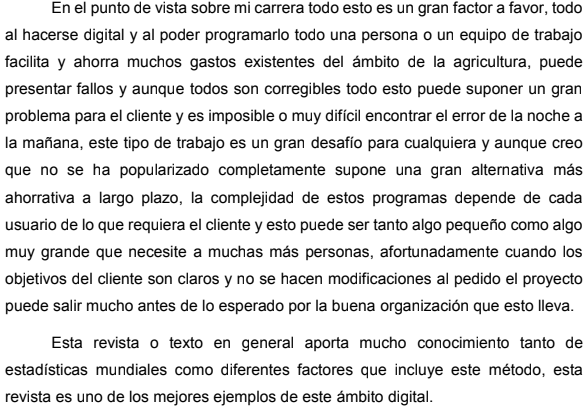 En el punto de vista sobre mi carrera todo esto es un gran factor a favor, todo
al hacerse digital y al poder programarlo todo una persona o un equipo de trabajo
facilita y ahorra muchos gastos existentes del ámbito de la agricultura, puede
presentar fallos y aunque todos son corregibles todo esto puede suponer un gran
problema para el cliente y es imposible o muy difícil encontrar el error de la noche a
la mañana, este tipo de trabajo es un gran desafío para cualquiera y aunque creo
que no se ha popularizado completamente supone una gran alternativa más
ahorrativa a largo plazo, la complejidad de estos programas depende de cada
usuario de lo que requiera el cliente y esto puede ser tanto algo pequeño como algo
muy grande que necesite a muchas más personas, afortunadamente cuando los
objetivos del cliente son claros y no se hacen modificaciones al pedido el proyecto
puede salir mucho antes de lo esperado por la buena organización que esto lleva.
Esta revista o texto en general aporta mucho conocimiento tanto de
estadísticas mundiales como diferentes factores que incluye este método, esta
revista es uno de los mejores ejemplos de este ámbito digital.